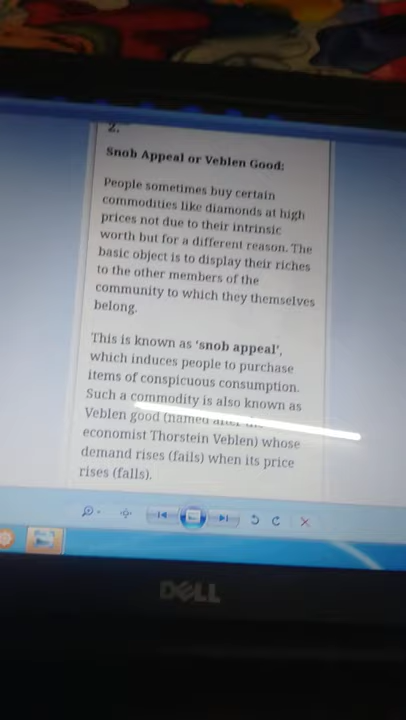 2.
Snob Appeal or Veblen Good:
People sometimes buy certain
commodities like diamonds at high
prices not due to their intrinsic
worth but for a different reason. The
basic object is to display their riches
to the other members of the
community to which they themselves
belong.
This is known as ‘snob appeal’,
which induces people to purchase
items of conspicuous consumption.
Such a commodity is also known as
Veblen good (named after the
economist Thorstein Veblen) whose
demand rises (fails) when its price
rises (falls).
DELL